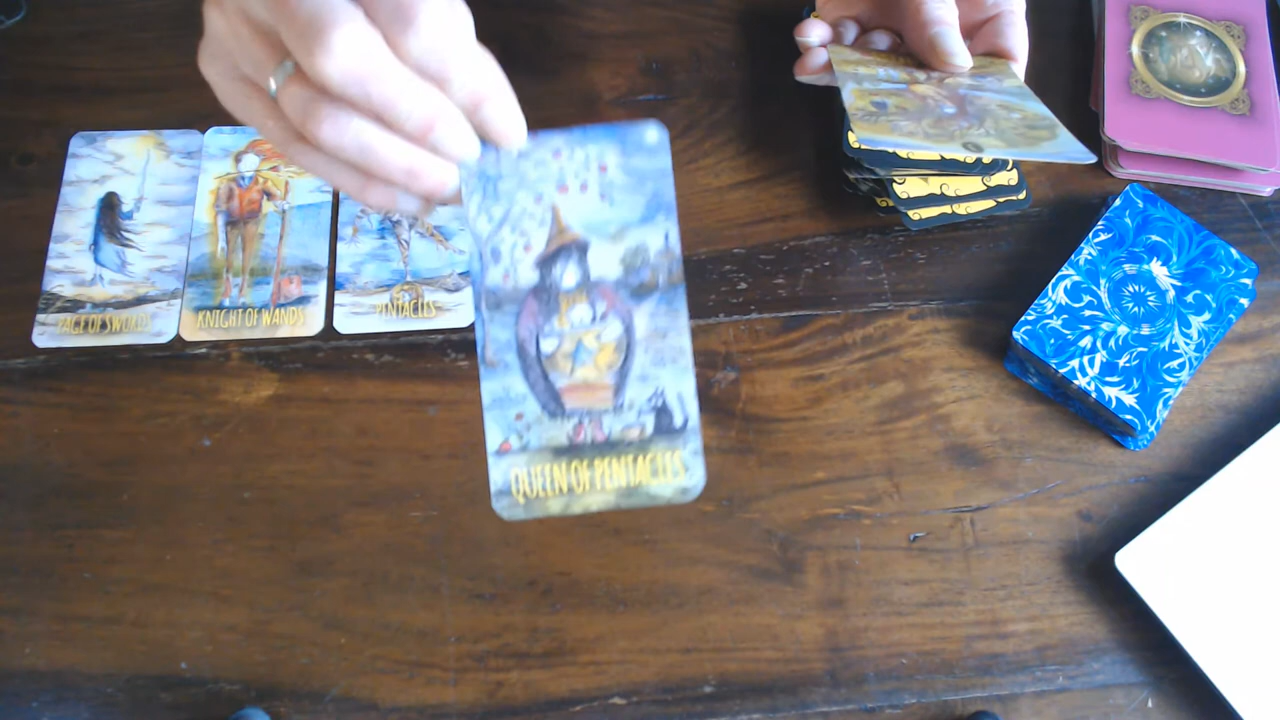 PAGE OF SWORDS
KNIGHT OF WANDS
PENTACLES
QUEEN OF PENTACLES